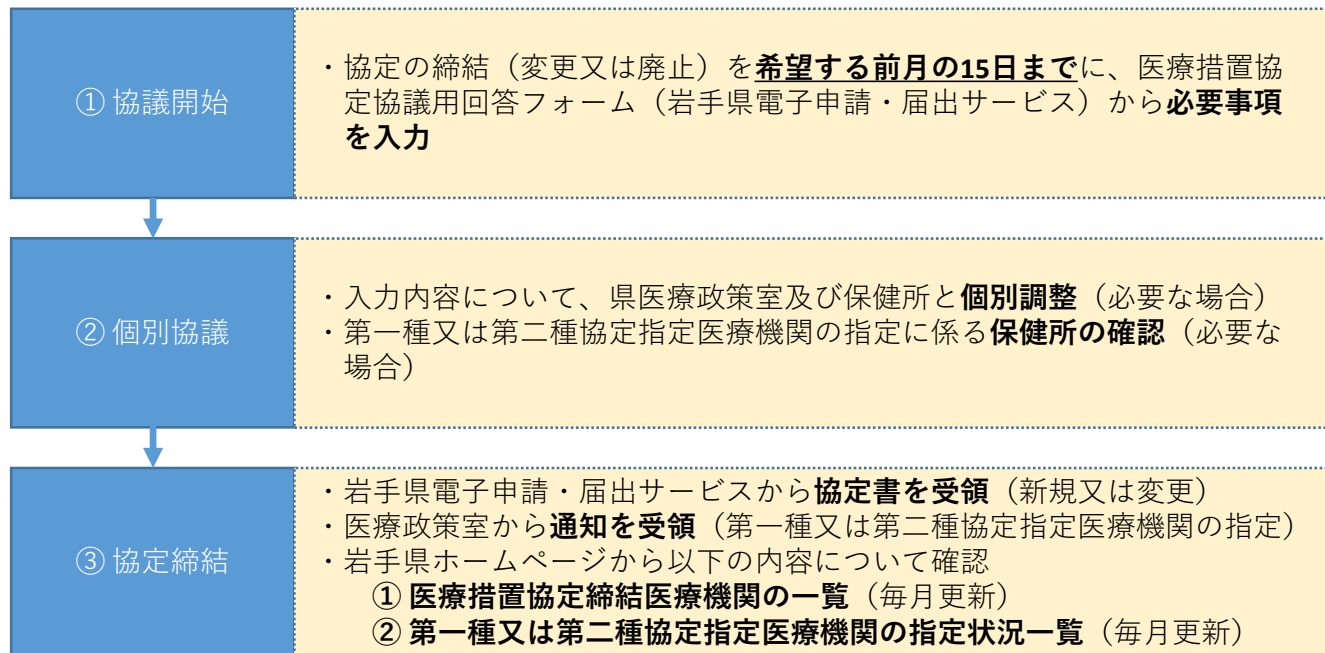 ① 協議開始
・協定の締結(変更又は廃止)を希望する前月の15日までに、医療措置協
定協議用回答フォーム(岩手県電子申請・届出サービス)から必要事項
を入力
② 個別協議
・入力内容について、県医療政策室及び保健所と個別調整(必要な場合)
・第一種又は第二種協定指定医療機関の指定に係る保健所の確認(必要な
場合)
③ 協定締結
・岩手県電子申請・届出サービスから協定書を受領(新規又は変更)
・医療政策室から通知を受領(第一種又は第二種協定指定医療機関の指定)
・岩手県ホームページから以下の内容について確認
① 医療措置協定締結医療機関の一覧(毎月更新)
② 第一種又は第二種協定指定医療機関の指定状況一覧(毎月更新)